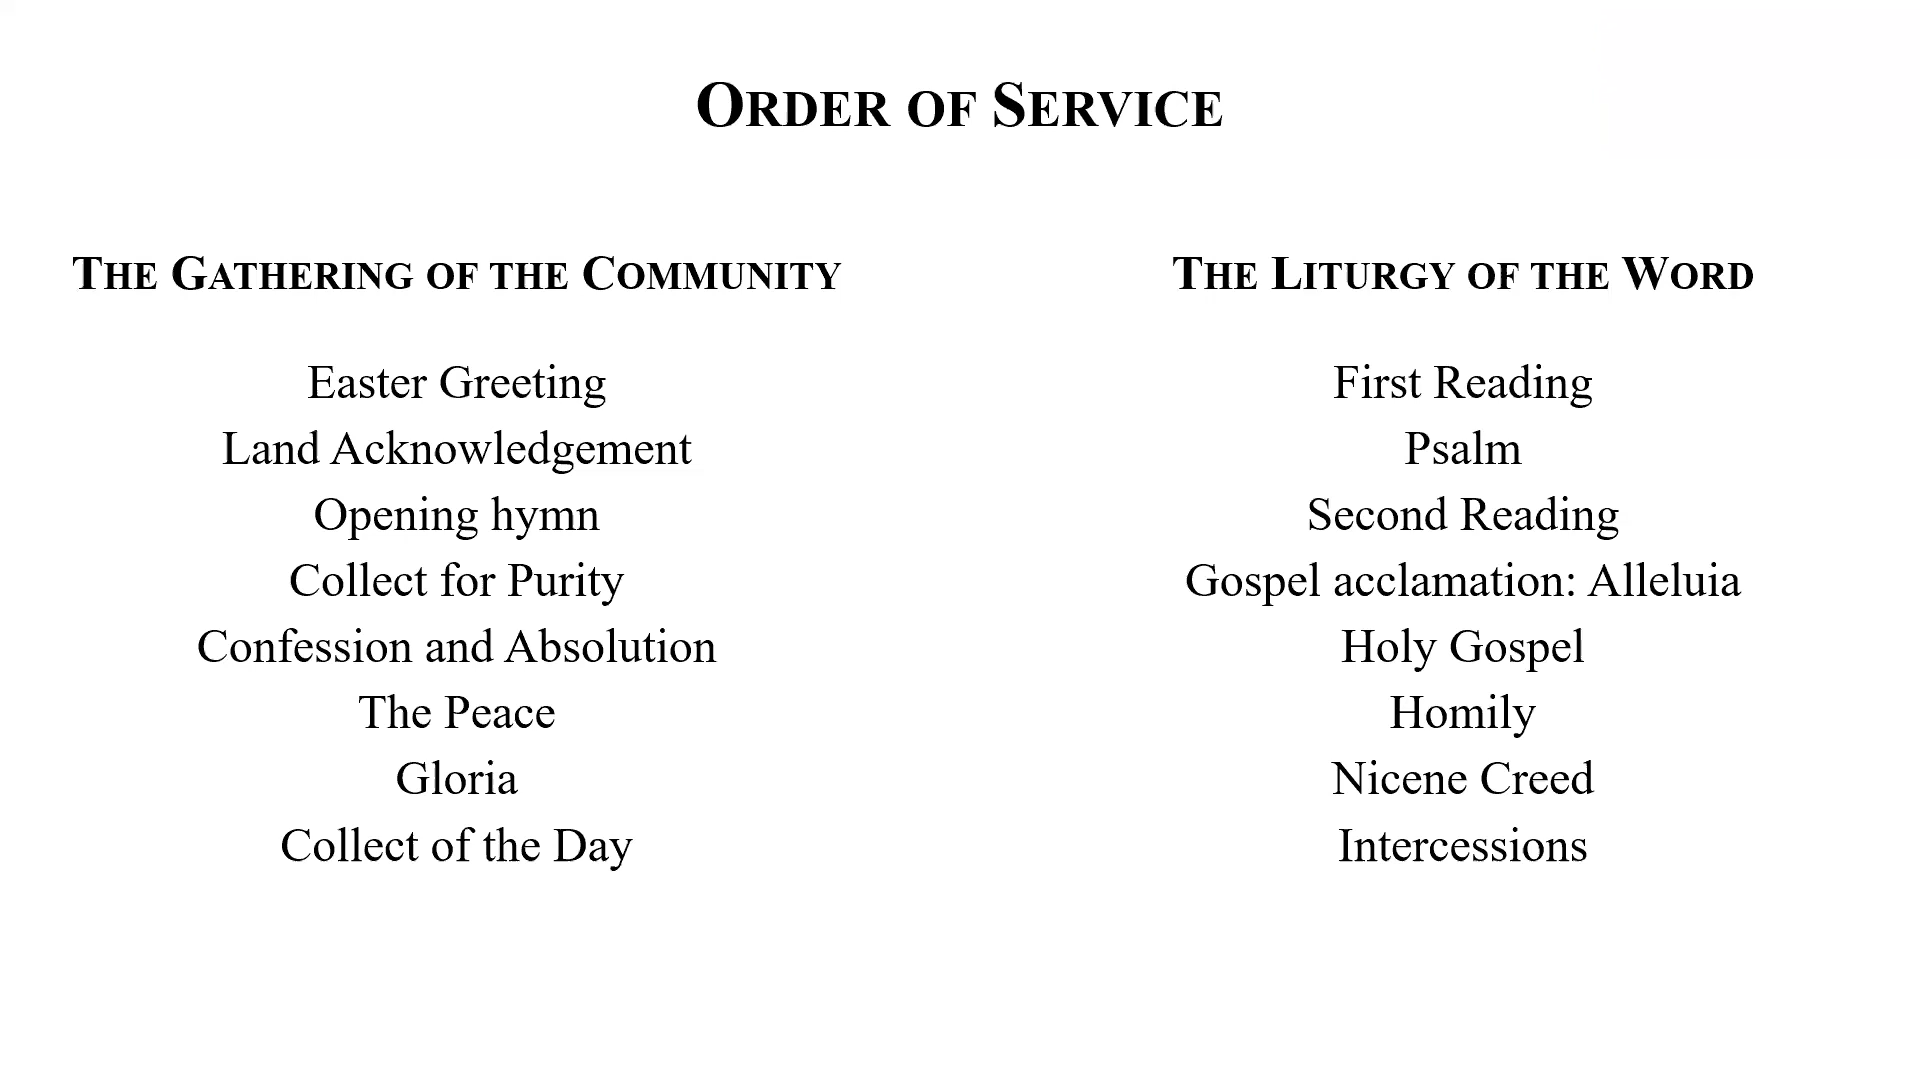 ORDER OF SERVICE
THE GATHERING OF THE COMMUNITY
Easter Greeting
Land Acknowledgement
Opening hymn
Collect for Purity
Confession and Absolution
The Peace
Gloria
Collect of the Day
THE LITURGY OF THE WORD
First Reading
Psalm
Second Reading
Gospel acclamation: Alleluia
Holy Gospel
Homily
Nicene Creed
Intercessions